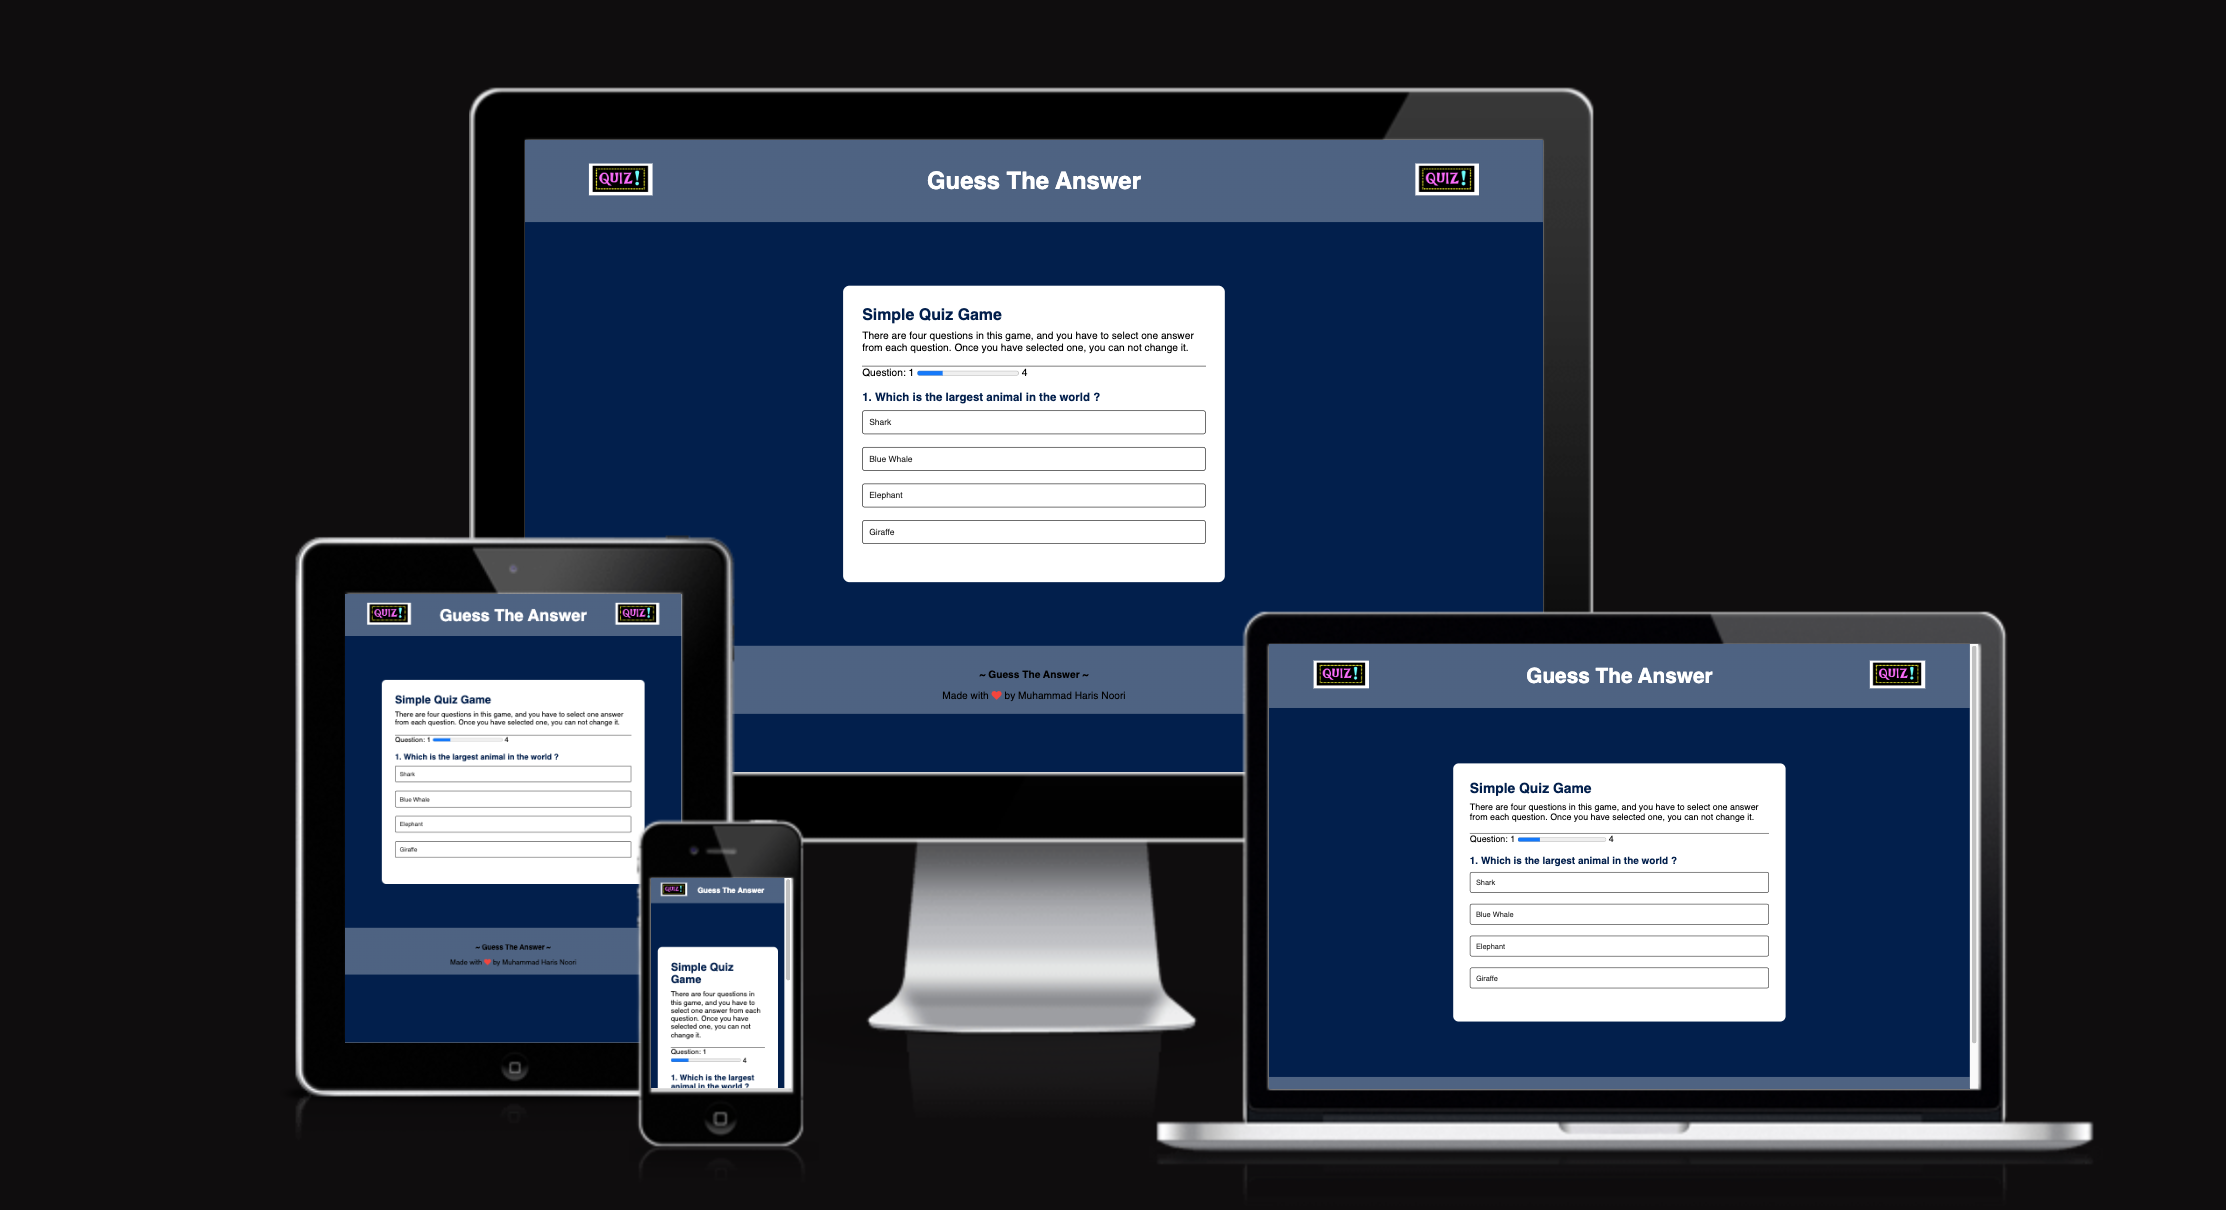 QUIZ!
Guess The Answer
QUIZ!
Simple Quiz Game
There are four questions in this game, and you have to select one answer
from each question. Once you have selected one, you can not change it.
Question: 1 4
1. Which is the largest animal in the world ?
Shark
Blue Whale
Elephant
Giraffe
~ Guess The Answer ~
Made with ❤ by Muhammad Haris Noori
QUIZ!
Guess The Answer
QUIZ!
Simple Quiz Game
There are four questions in this game, and you have to select one answer
from each question. Once you have selected one, you can not change it.
Question: 1 4
1. Which is the largest animal in the world ?
Shark
Blue Whale
Elephant
Giraffe
~ Guess The Answer ~
Made with ❤ by Muhammad Haris Noori
QUIZ!
Guess The Answer
Simple Quiz
Game
There are four questions in
this game, and you have to
select one answer from each
question. Once you have
selected one, you can not
change it.
Question: 1
4
1. Which is the largest
animal in the world ?
QUIZ!
Guess The Answer
QUIZ!
Simple Quiz Game
There are four questions in this game, and you have to select one answer
from each question. Once you have selected one, you can not change it.
Question: 1 4
1. Which is the largest animal in the world ?
Shark
Blue Whale
Elephant
Giraffe